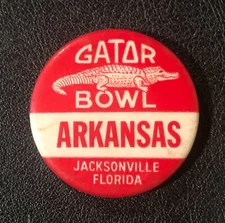 GATOR
BOWL
ARKANSAS
JACKSONVILLE
FLORIDA